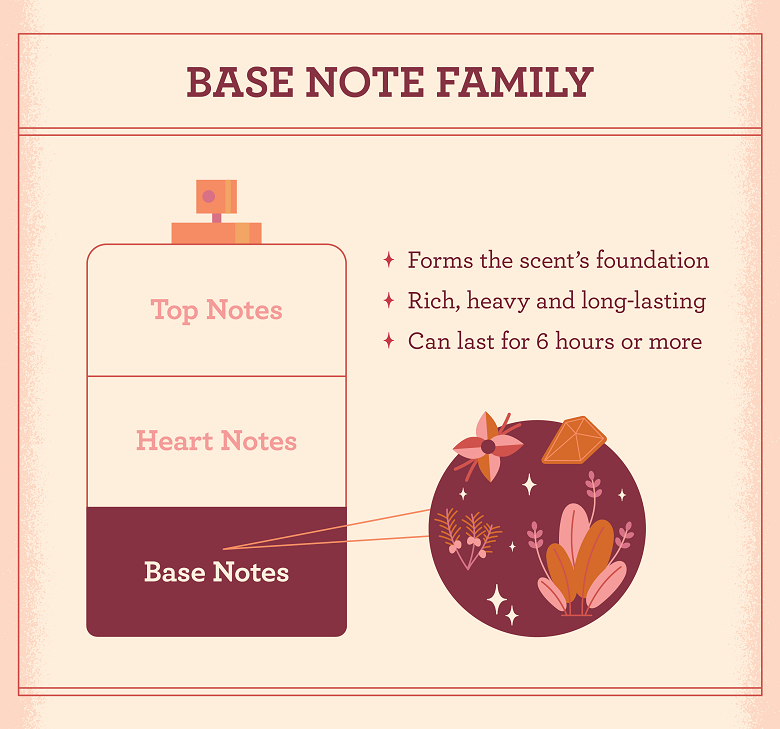 BASE NOTE FAMILY
Top Notes
Heart Notes
Base Notes
Forms the scent’s foundation
Rich, heavy and long-lasting
Can last for 6 hours or more